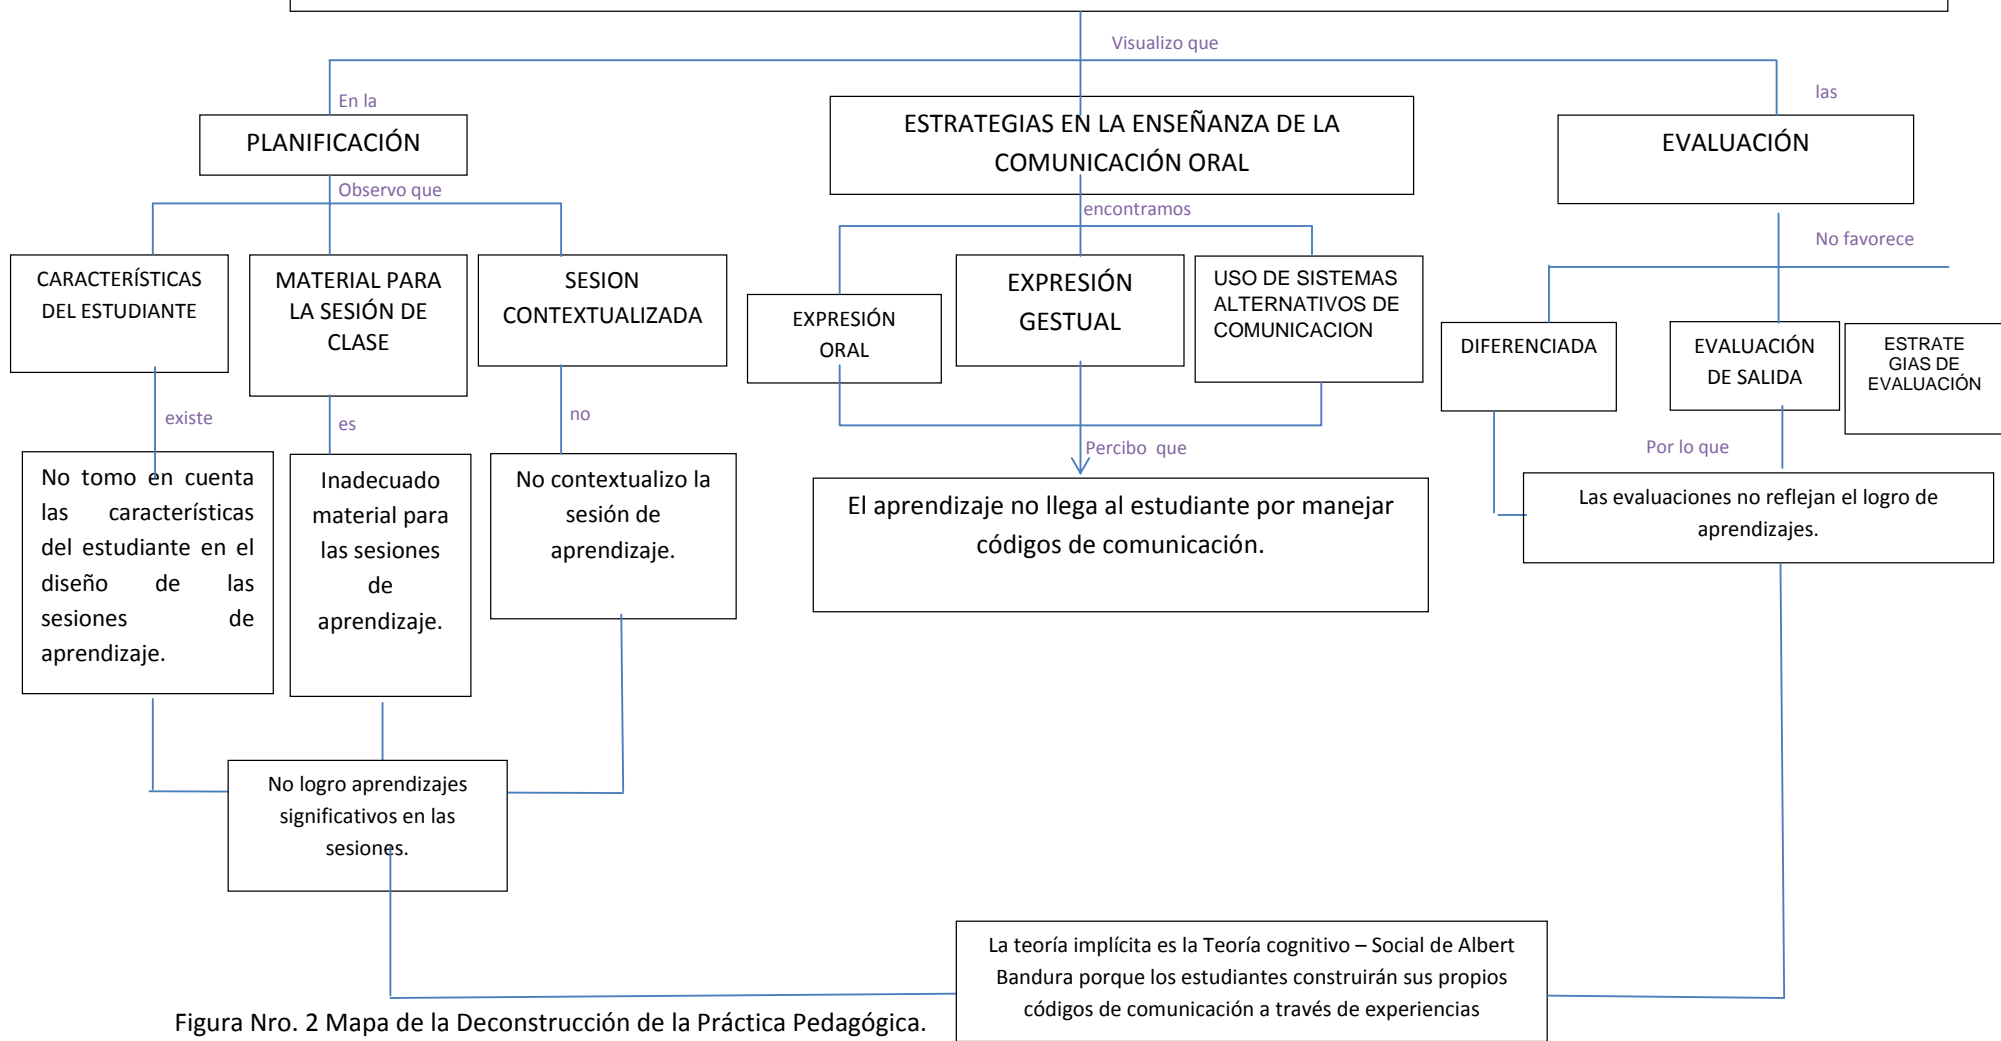 Visualizo que
En la
las
PLANIFICACIÓN
ESTRATEGIAS EN LA ENSEÑANZA DE LA
COMUNICACIÓN ORAL
EVALUACIÓN
Observo que
encontramos
No favorece
CARACTERÍSTICAS
DEL ESTUDIANTE
MATERIAL PARA
LA SESIÓN DE
CLASE
SESION
CONTEXTUALIZADA
EXPRESIÓN
ORAL
EXPRESIÓN
GESTUAL
USO DE SISTEMAS
ALTERNATIVOS DE
COMUNICACION
DIFERENCIADA
EVALUACIÓN
DE SALIDA
ESTRATE
GIAS DE
EVALUACIÓN
existe
es
no
Percibo que
Por lo que
No tomo en cuenta
las características
del estudiante en el
diseño de las
sesiones de
aprendizaje.
Inadecuado
material para
las sesiones
de
aprendizaje.
No contextualizo la
sesión de
aprendizaje.
El aprendizaje no llega al estudiante por manejar
códigos de comunicación.
Las evaluaciones no reflejan el logro de
aprendizajes.
No logro aprendizajes
significativos en las
sesiones.
La teoría implícita es la Teoría cognitivo – Social de Albert
Bandura porque los estudiantes construirán sus propios
códigos de comunicación a través de experiencias
Figura Nro. 2 Mapa de la Deconstrucción de la Práctica Pedagógica.